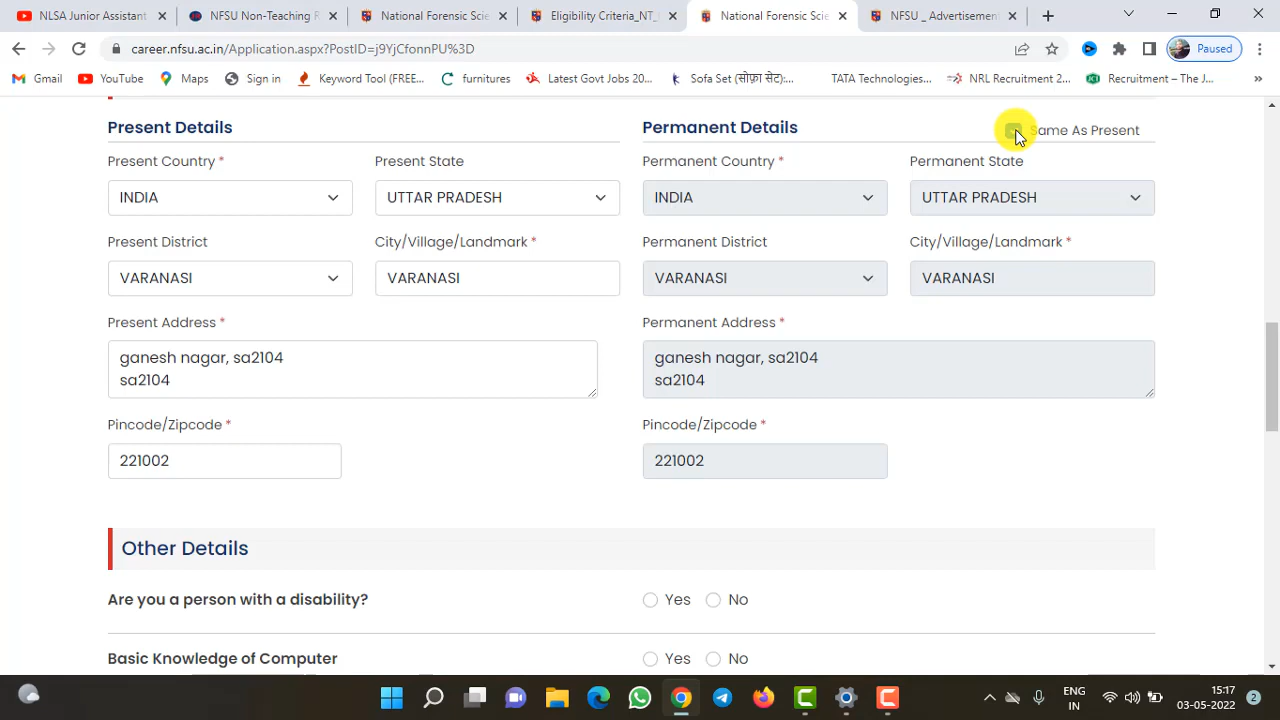 NLSA Junior Assistant
NFSU Non-Teaching R
National Forensic Scie
Eligibility Criteria_NT_
National Forensic Scie
NFSU _ Advertisement
career.nfsu.ac.in/Application.aspx?PostID=j9YjCfonnPU%3D
Paused
Gmail
YouTube
Maps
Sign in
Keyword Tool (FREE...
furnitures
Latest Govt Jobs 20...
Sofa Set (सोफ़ा सेट):...
TATA Technologies...
NRL Recruitment 2...
Recruitment – The J...
»
Present Details
Permanent Details
Same As Present
Present Country *
Present State
Permanent Country *
Permanent State
INDIA
UTTAR PRADESH
INDIA
UTTAR PRADESH
Present District
City/Village/Landmark *
Permanent District
City/Village/Landmark *
VARANASI
VARANASI
VARANASI
VARANASI
Present Address *
Permanent Address *
ganesh nagar, sa2104
sa2104
ganesh nagar, sa2104
sa2104
Pincode/Zipcode *
Pincode/Zipcode *
221002
221002
Other Details
Are you a person with a disability?
Yes
No
Basic Knowledge of Computer
Yes
No
ENG
IN
15:17
03-05-2022
2